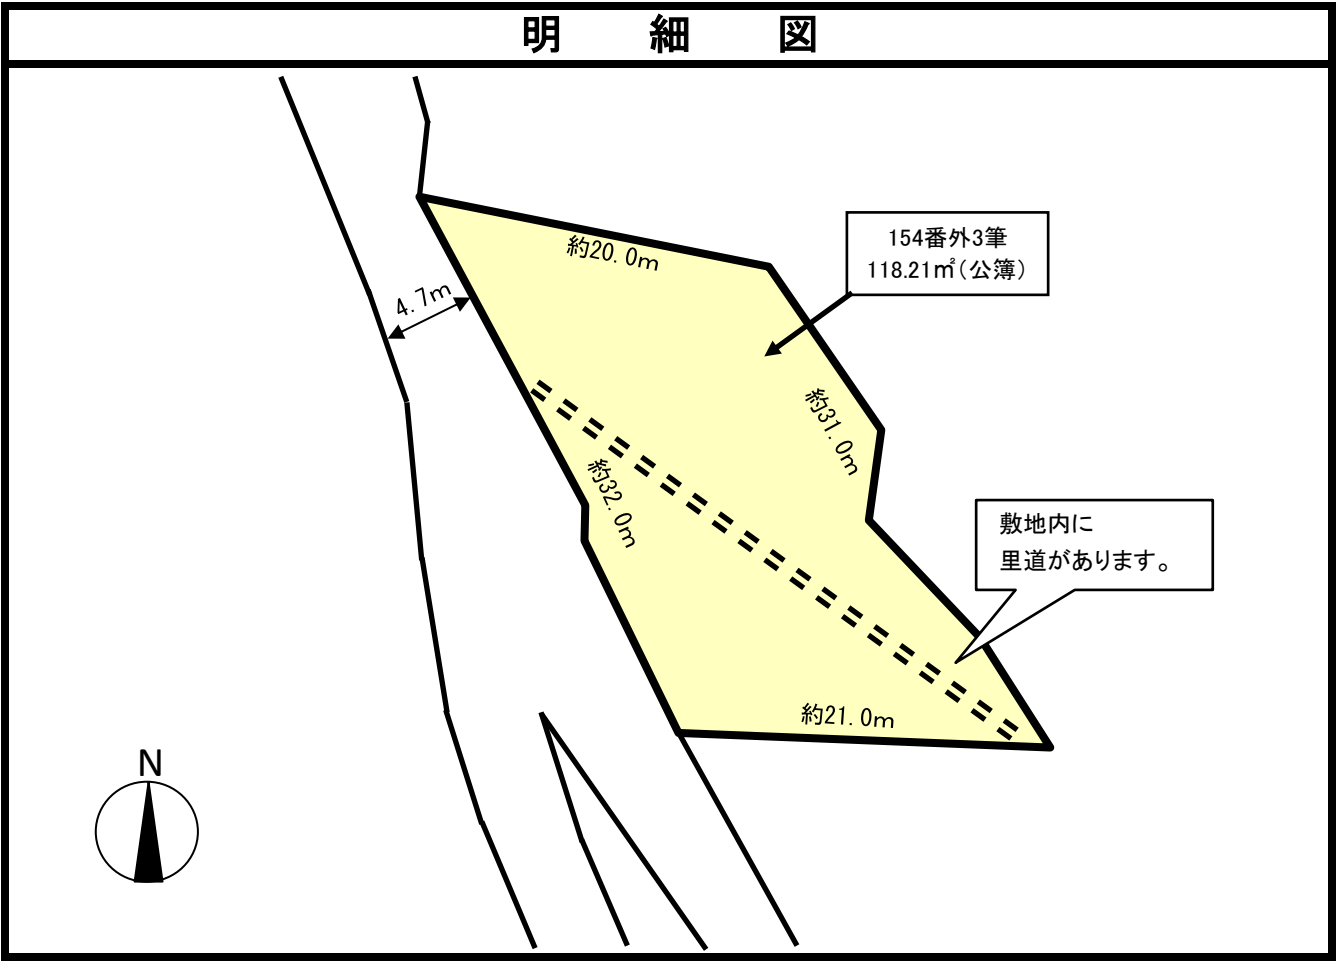 明　細　図
154番外3筆
118.21㎡（公簿）
約20.0m
4.7m
約31.0m
約32.0m
敷地内に
里道があります。
約21.0m
N